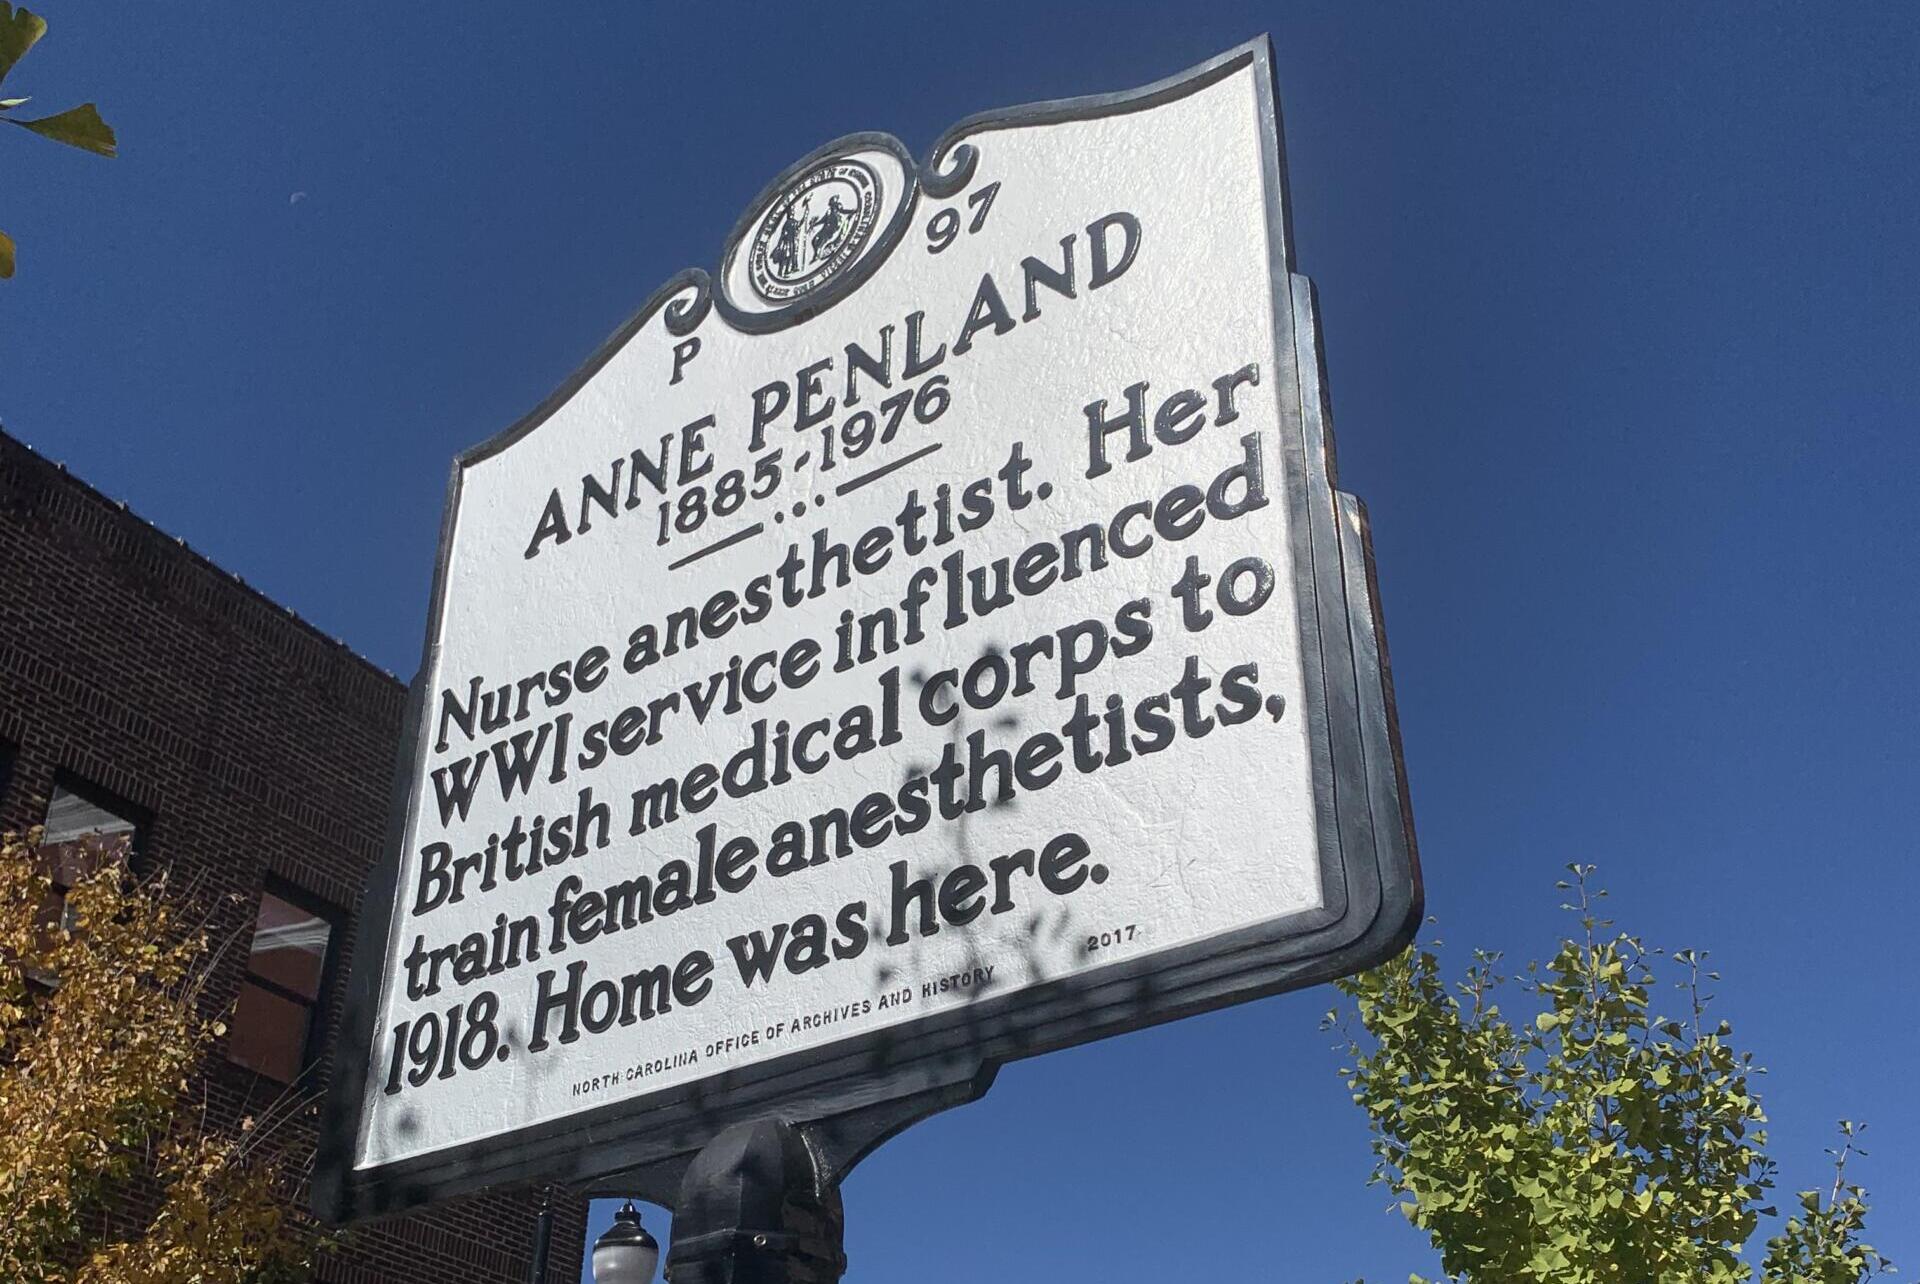 P 97
ANNE PENLAND
1885-1976
Nurse anesthetist. Her
WWI service influenced
British medical corps to
train female anesthetists,
1918. Home was here.
NORTH CAROLINA OFFICE OF ARCHIVES AND HISTORY 2017